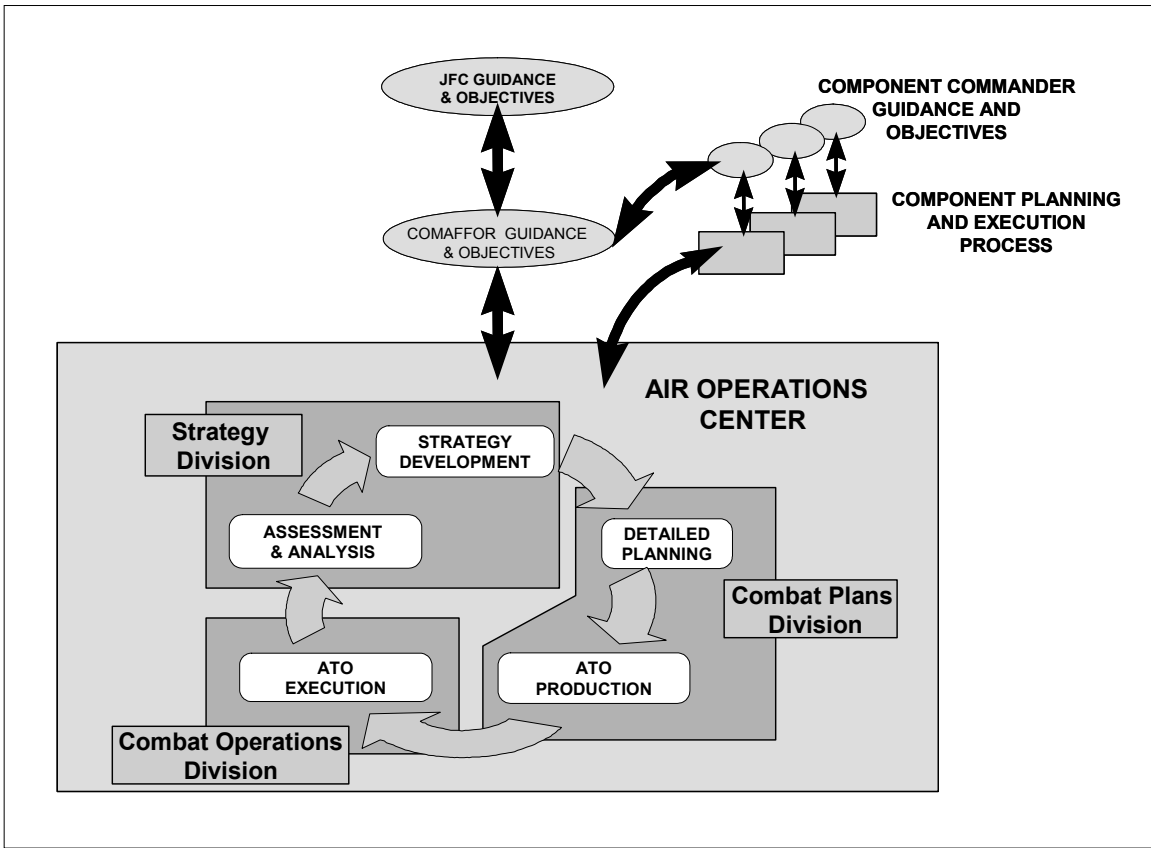 JFC GUIDANCE
& OBJECTIVES
COMPONENT COMMANDER
GUIDANCE AND
OBJECTIVES
COMPONENT PLANNING
AND EXECUTION
PROCESS
COMAFFOR GUIDANCE
& OBJECTIVES
AIR OPERATIONS
CENTER
Strategy
Division
STRATEGY
DEVELOPMENT
ASSESSMENT
& ANALYSIS
DETAILED
PLANNING
Combat Plans
Division
ATO
EXECUTION
ATO
PRODUCTION
Combat Operations
Division